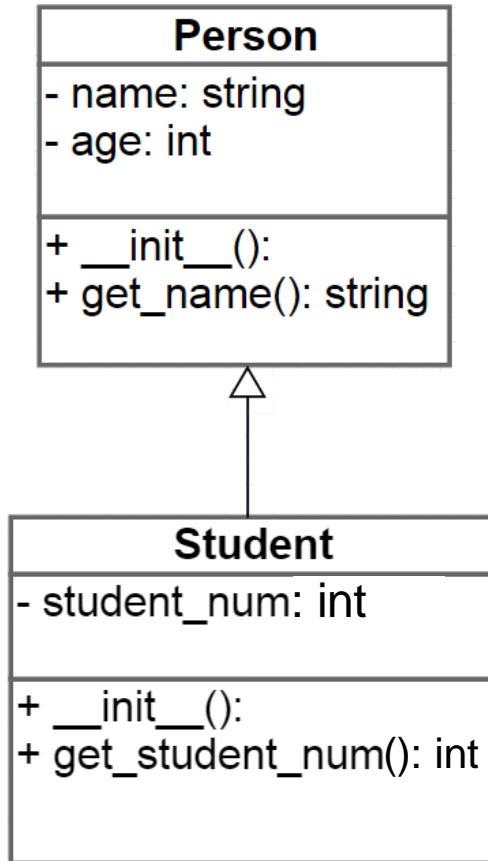 Person
- name: string
- age: int
+ __init__():
+ get_name(): string
Student
- student_num: int
+ __init__():
+ get_student_num(): int